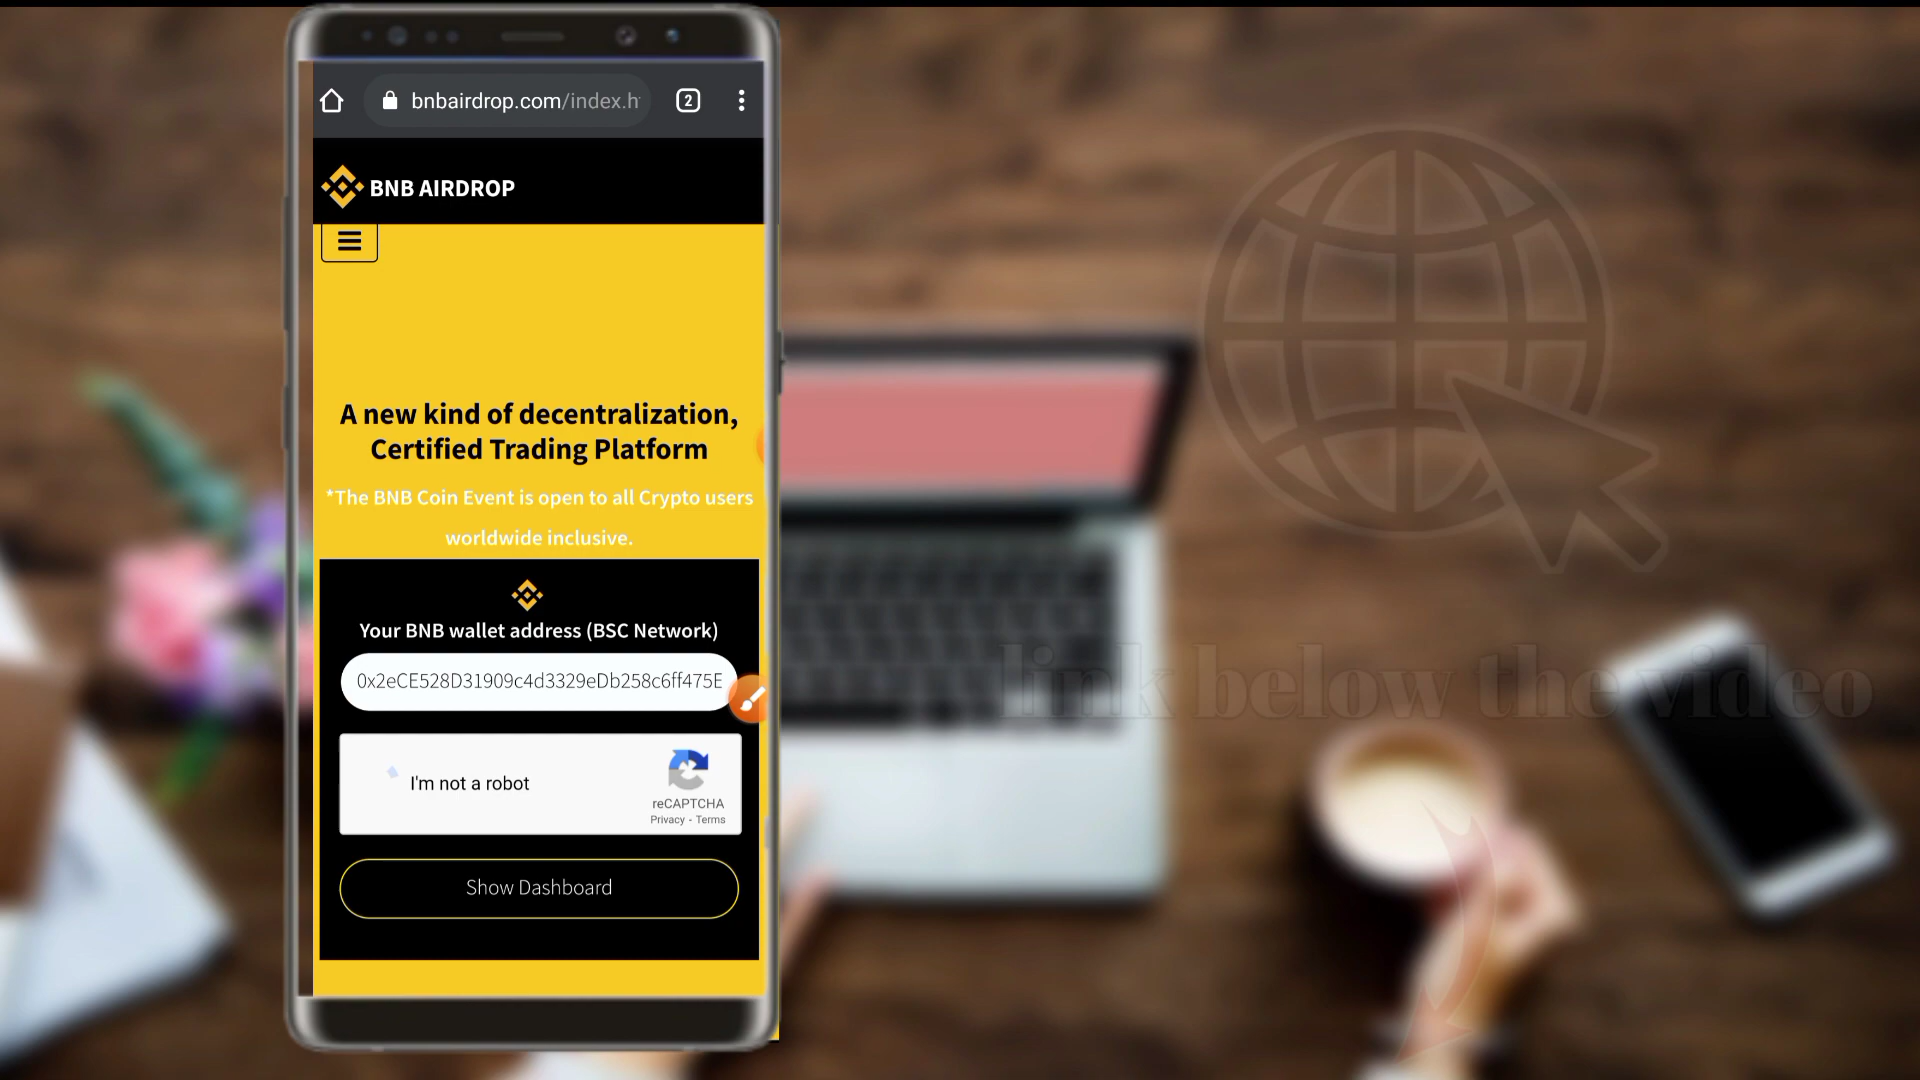 bnbairdrop.com/index.h
2
BNB AIRDROP
A new kind of decentralization,
Certified Trading Platform
*The BNB Coin Event is open to all Crypto users
worldwide inclusive.
Your BNB wallet address (BSC Network)
0x2eCE528D31909c4d3329eDb258c6ff475E
I'm not a robot
reCAPTCHA
Privacy - Terms
Show Dashboard
link below the video